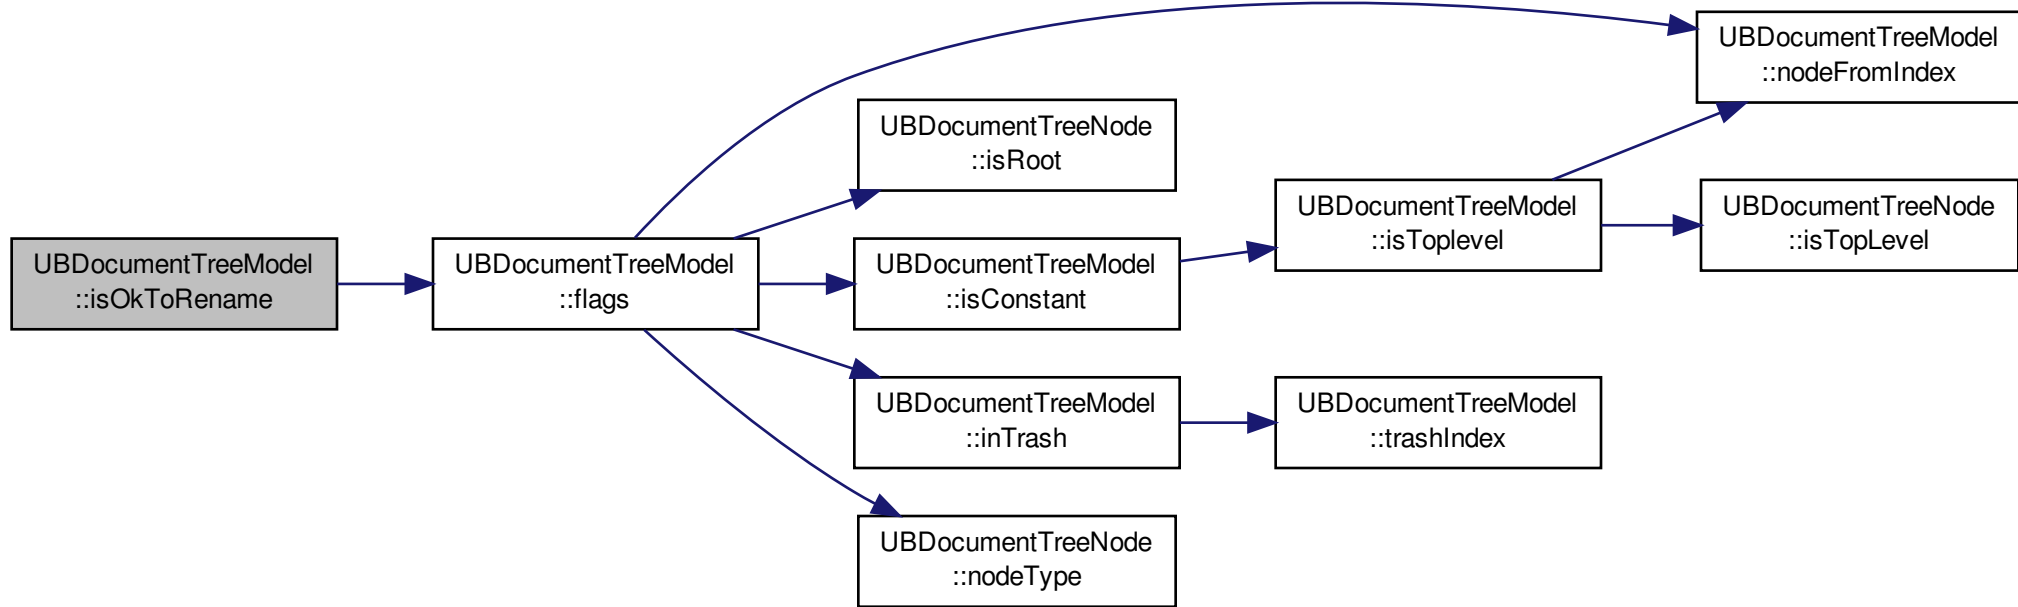 UBDocumentTreeModel
::isOkToRename
UBDocumentTreeModel
::flags
UBDocumentTreeModel
::nodeFromIndex
UBDocumentTreeNode
::isRoot
UBDocumentTreeModel
::isConstant
UBDocumentTreeModel
::isToplevel
UBDocumentTreeNode
::isTopLevel
UBDocumentTreeModel
::inTrash
UBDocumentTreeModel
::trashIndex
UBDocumentTreeNode
::nodeType